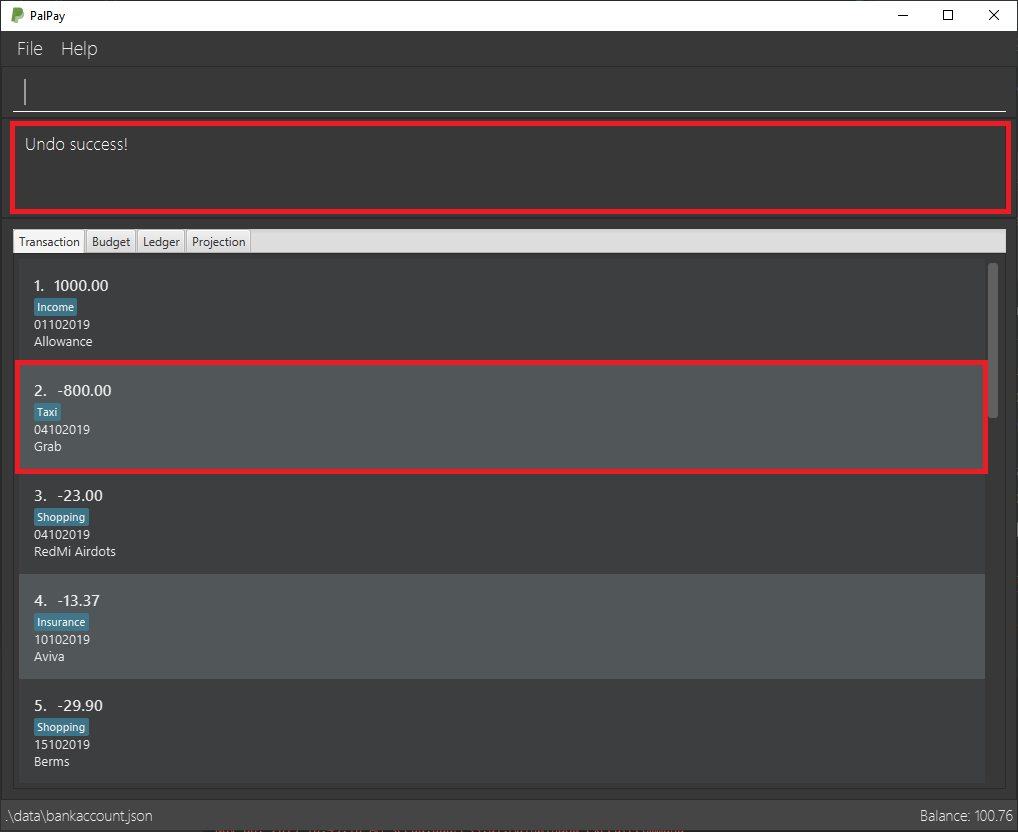 PalPay
File Help
Undo success!
Transaction Budget Ledger Projection
1. 1000.00
Income
01102019
Allowance
2. -800.00
Taxi
04102019
Grab
3. -23.00
Shopping
04102019
RedMi Airdots
4. -13.37
Insurance
10102019
Aviva
5. -29.90
Shopping
15102019
Berms
.\data\bankaccount.json
Balance: 100.76